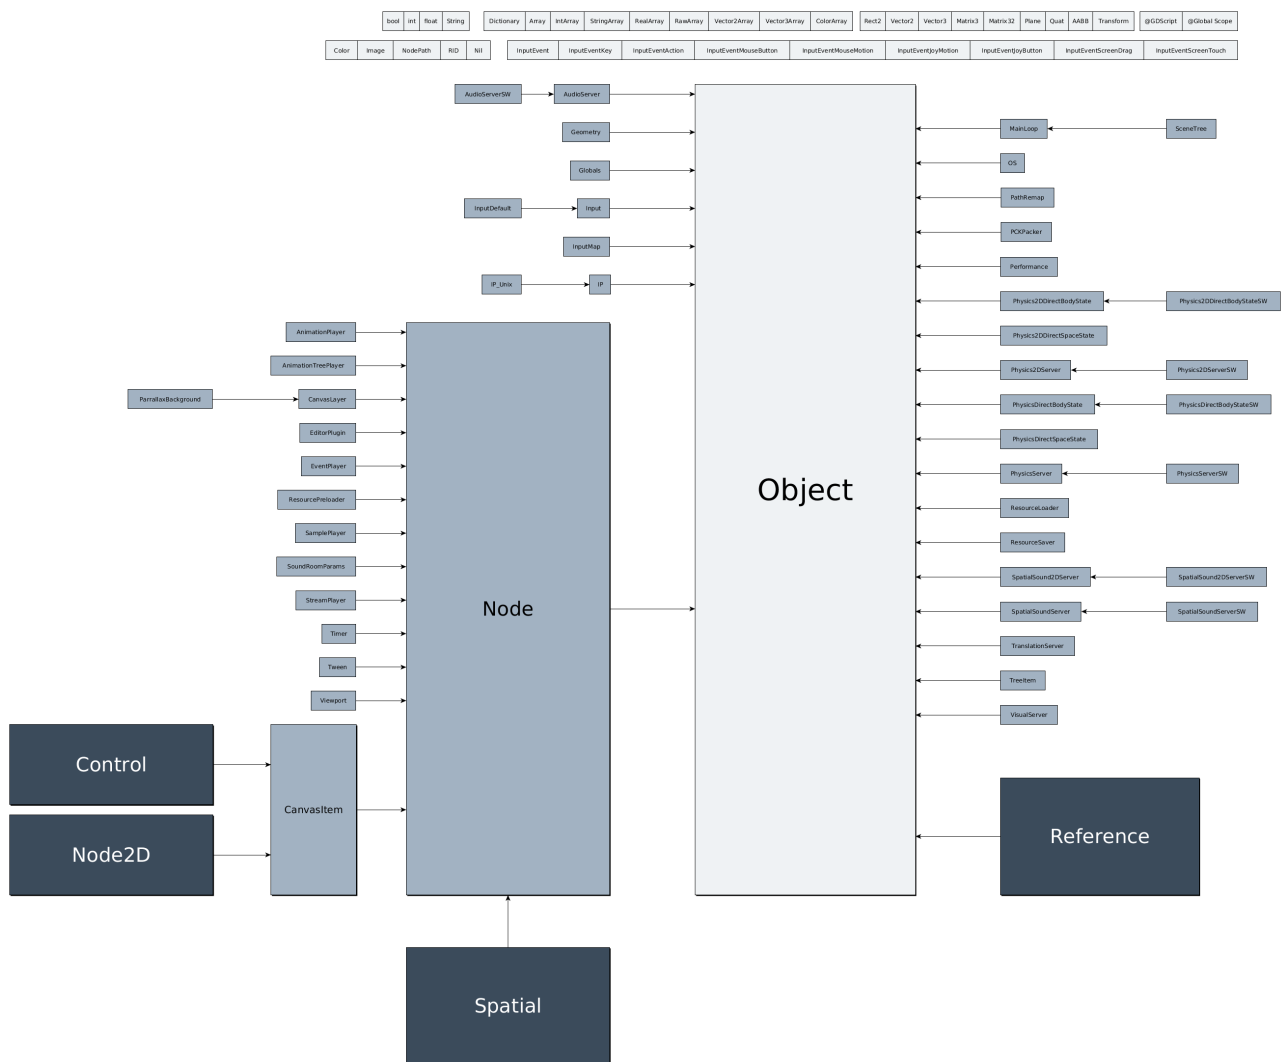 bool int float String
Dictionary Array IntArray StringArray RealArray RawArray Vector2Array Vector3Array ColorArray
Rect2 Vector2 Vector3 Matrix3 Matrix32 Plane Quat AABB Transform
@GDScript @Global Scope
Color Image NodePath RID Nil
InputEvent InputEventKey InputEventAction InputEventMouseButton InputEventMouseMotion InputEventJoyMotion InputEventJoyButton InputEventScreenDrag InputEventScreenTouch
AudioServerSW AudioServer
Geometry
Globals
InputDefault Input
InputMap
IP_Unix IP
AnimationPlayer
AnimationTreePlayer
ParrallaxBackground CanvasLayer
EditorPlugin
EventPlayer
ResourcePreloader
SamplePlayer
SoundRoomParams
StreamPlayer
Timer
Tween
Viewport
Control
Node2D
CanvasItem
Node
Spatial
Object
MainLoop SceneTree
OS
PathRemap
PCKPacker
Performance
Physics2DDirectBodyState Physics2DDirectBodyStateSW
Physics2DDirectSpaceState
Physics2DServer Physics2DServerSW
PhysicsDirectBodyState PhysicsDirectBodyStateSW
PhysicsDirectSpaceState
PhysicsServer PhysicsServerSW
ResourceLoader
ResourceSaver
SpatialSound2DServer SpatialSound2DServerSW
SpatialSoundServer SpatialSoundServerSW
TranslationServer
TreeItem
VisualServer
Reference